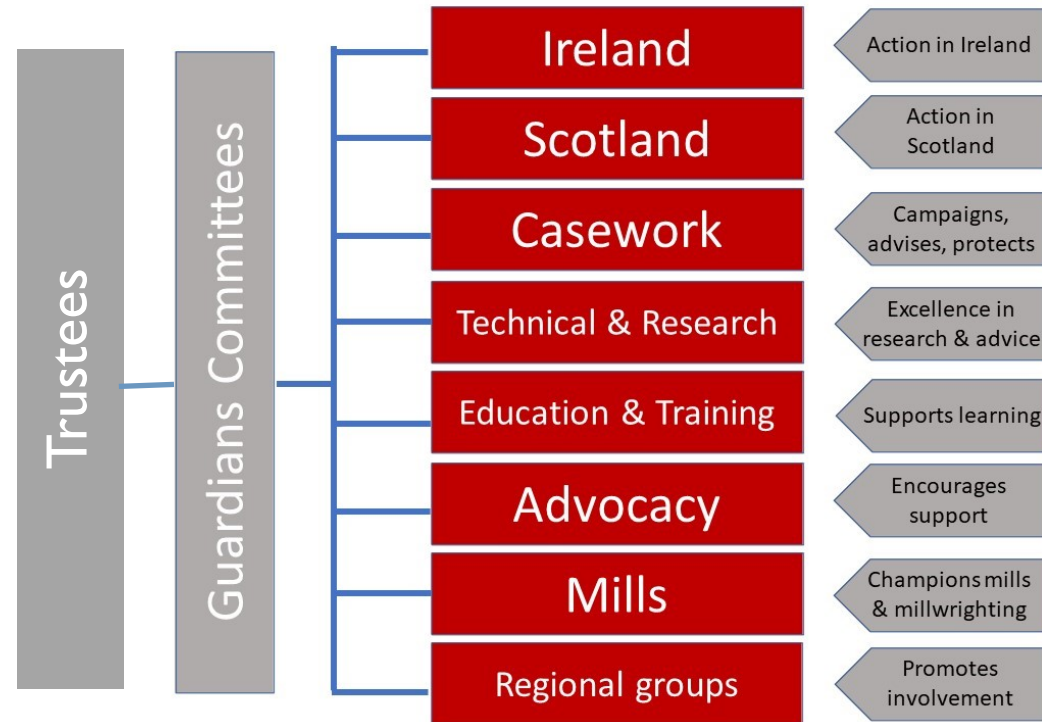 Trustees
Guardians Committees
Ireland
Action in Ireland
Scotland
Action in
Scotland
Casework
Campaigns,
advises, protects
Technical & Research
Excellence in
research & advice
Education & Training
Supports learning
Advocacy
Encourages
support
Mills
Champions mills
& millwrighting
Regional groups
Promotes
involvement